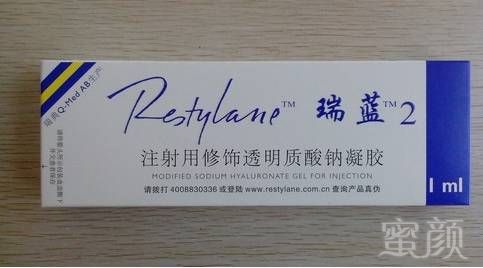 瑞典Q-Med AB生产
Restylane™ 瑞蓝™2
注射用修饰透明质酸钠凝胶
MODIFIED SODIUM HYALURONATE GEL FOR INJECTION
请拨打 4008830336 或登陆 www.restylane.com.cn 查询产品真伪
1 ml
蜜颜